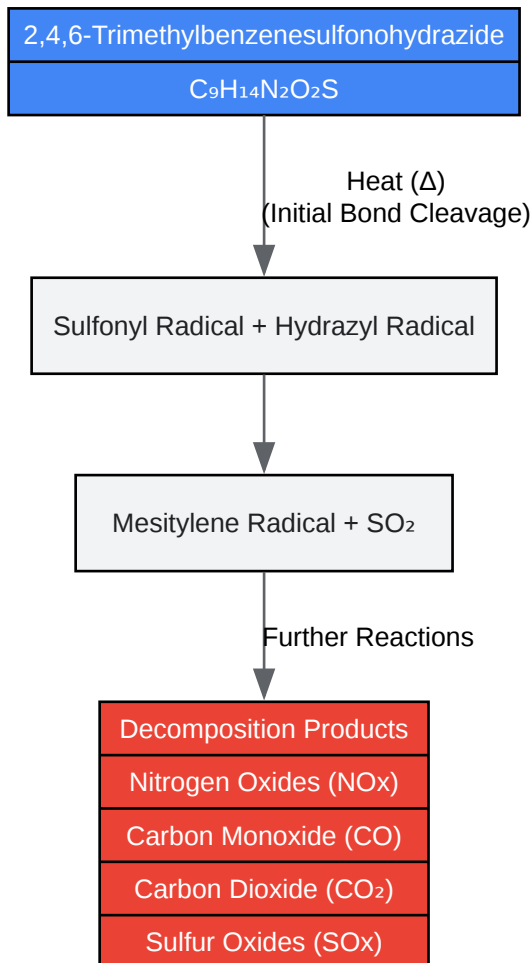 2,4,6-Trimethylbenzenesulfonohydrazide
C₉H₁₄N₂O₂S
Heat (Δ)
(Initial Bond Cleavage)
Sulfonyl Radical + Hydrazyl Radical
Mesitylene Radical + SO₂
Further Reactions
Decomposition Products
Nitrogen Oxides (NOx)
Carbon Monoxide (CO)
Carbon Dioxide (CO₂)
Sulfur Oxides (SOx)